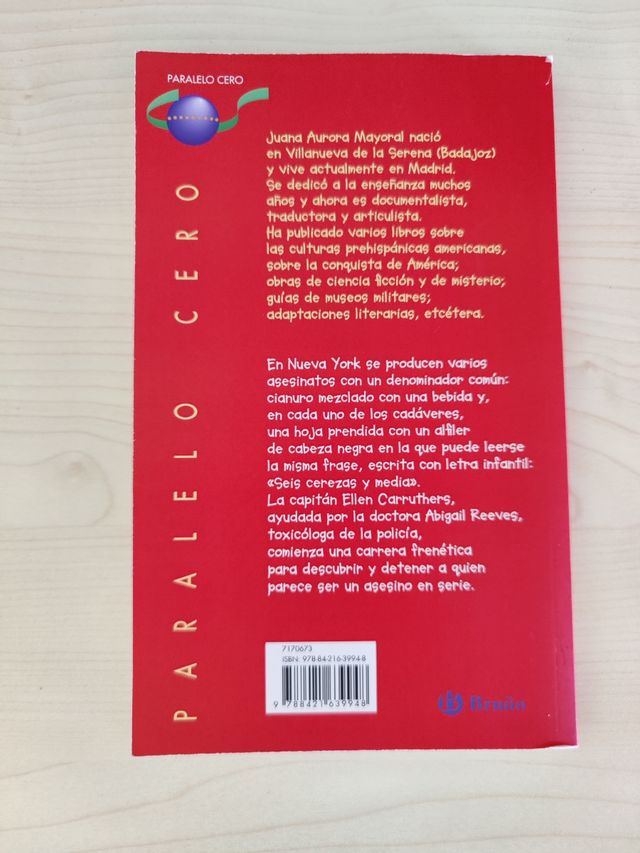 PARALELO CERO
PARALELO CERO
Juana Aurora Mayoral nació
en Villanueva de la Serena (Badajoz)
y vive actualmente en Madrid.
Se dedicó a la enseñanza muchos
años y ahora es documentalista,
traductora y articulista.
Ha publicado varios libros sobre
las culturas prehispánicas americanas,
sobre la conquista de América;
obras de ciencia ficción y de misterio;
guías de museos militares;
adaptaciones literarias, etcétera.
En Nueva York se producen varios
asesinatos con un denominador común:
cianuro mezclado con una bebida y,
en cada uno de los cadáveres,
una hoja prendida con un alfiler
de cabeza negra en la que puede leerse
la misma frase, escrita con letra infantil:
«Seis cerezas y media».
La capitán Ellen Carruthers,
ayudada por la doctora Abigail Reeves,
toxicóloga de la policía,
comienza una carrera frenética
para descubrir y detener a quien
parece ser un asesino en serie.
7170673
ISBN: 978-84-216-3994-8
9 788421 639948
Bruño